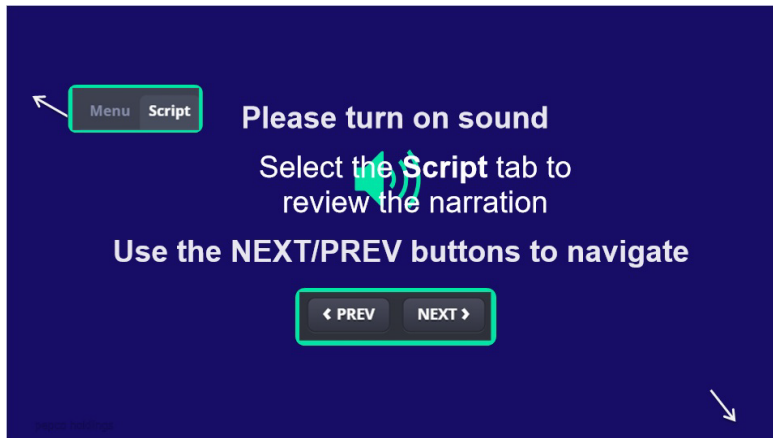 Menu Script
Please turn on sound
Select the Script tab to
review the narration
Use the NEXT/PREV buttons to navigate
‹ PREV NEXT ›